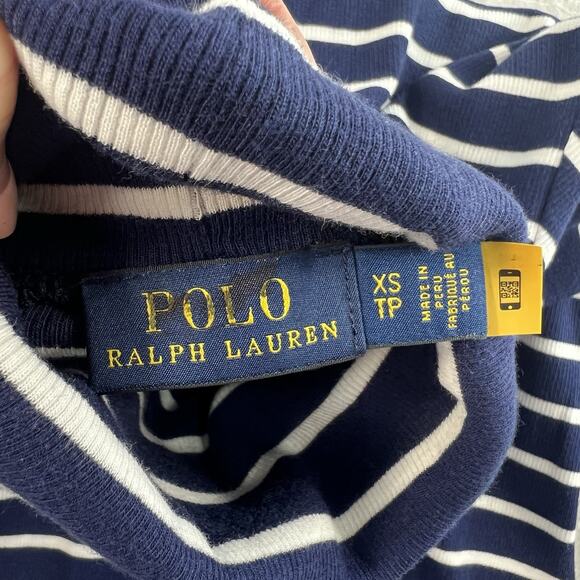 POLO
RALPH LAUREN
XS
TP
MADE IN
PERU
FABRIQUÉ AU
PÉROU